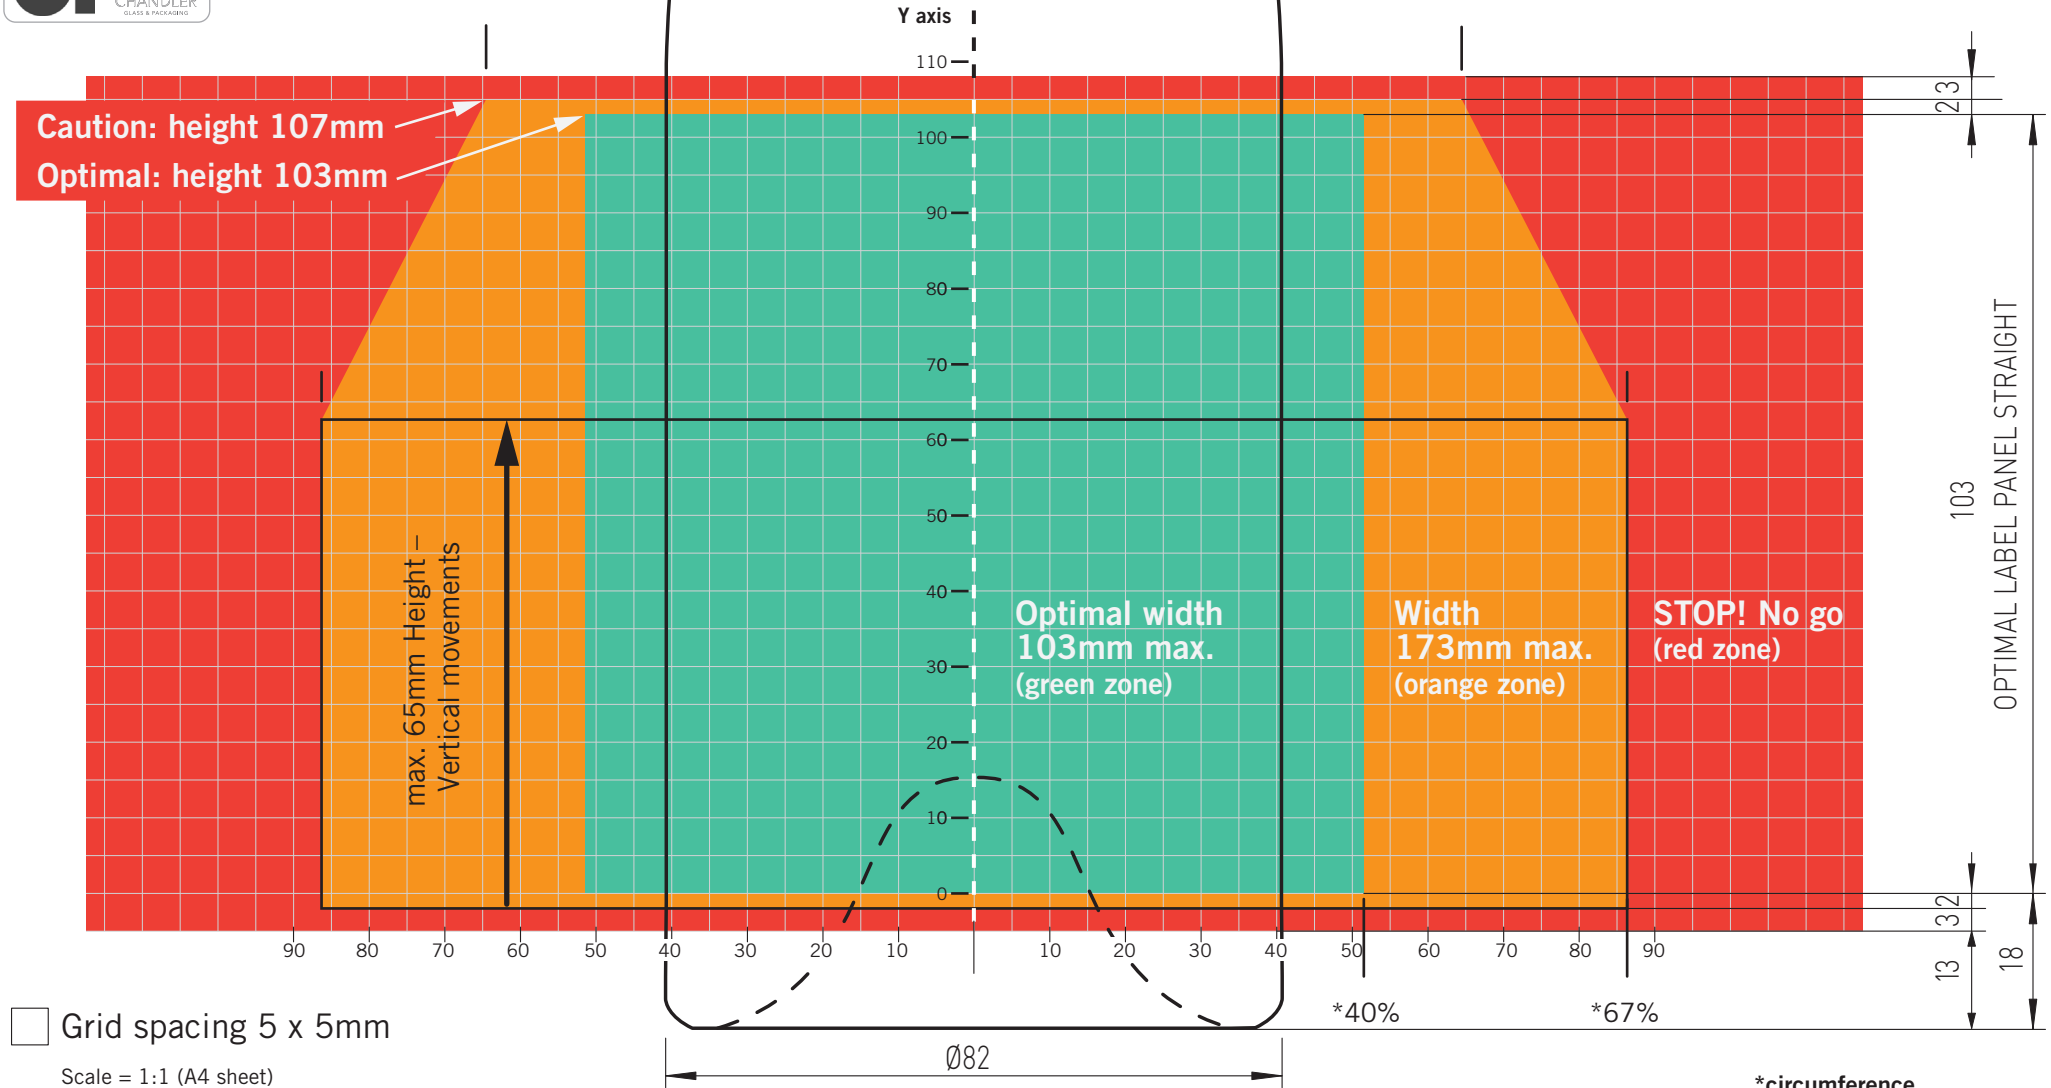 CHANDLER
GLASS & PACKAGING
Y axis
110
100
90
80
70
60
50
40
30
20
10
0
Caution: height 107mm
Optimal: height 103mm
max. 65mm Height –
Vertical movements
Optimal width
103mm max.
(green zone)
Width
173mm max.
(orange zone)
STOP! No go
(red zone)
3
2
103
OPTIMAL LABEL PANEL STRAIGHT
2
3
13
18
90 80 70 60 50 40 30 20 10 10 20 30 40 50 60 70 80 90
*40%
*67%
Grid spacing 5 x 5mm
Scale = 1:1 (A4 sheet)
Ø82
*circumference